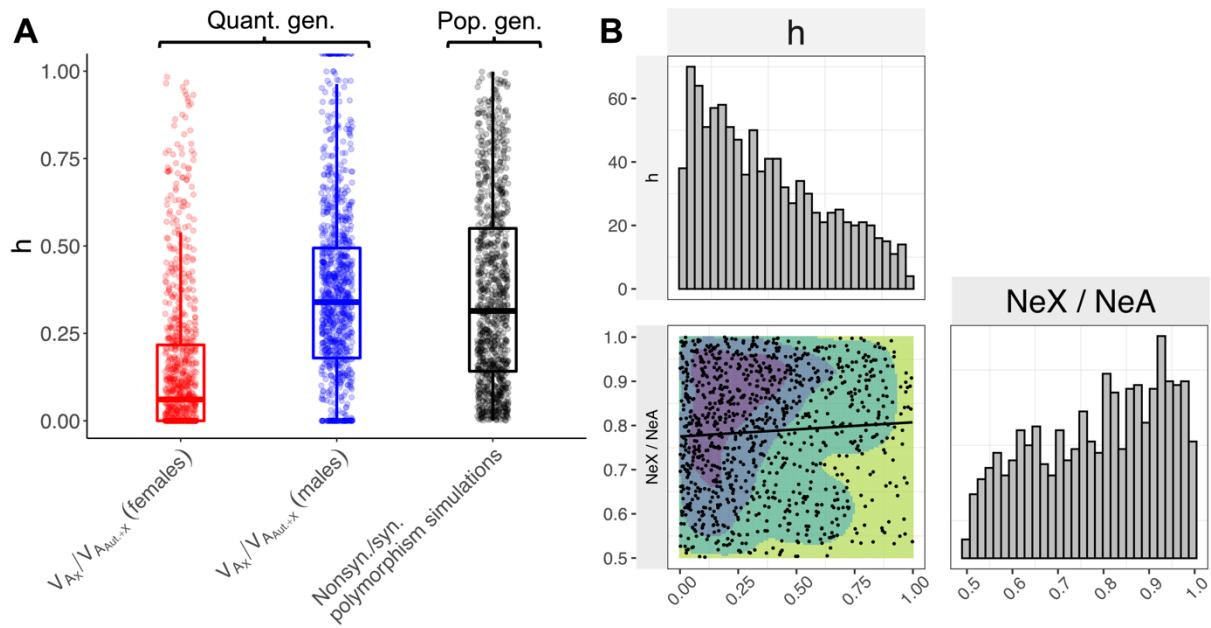 A
Quant. gen.
Pop. gen.
h
1.00
0.75
0.50
0.25
0.00
VAX/VAAut.+X (females)
VAX/VAAut.+X (males)
Nonsyn./syn.
polymorphism simulations
B
h
h
60
40
20
0
NeX / NeA
NeX / NeA
1.0
0.9
0.8
0.7
0.6
0.5
0.00
0.25
0.50
0.75
1.00
0.5
0.6
0.7
0.8
0.9
1.0